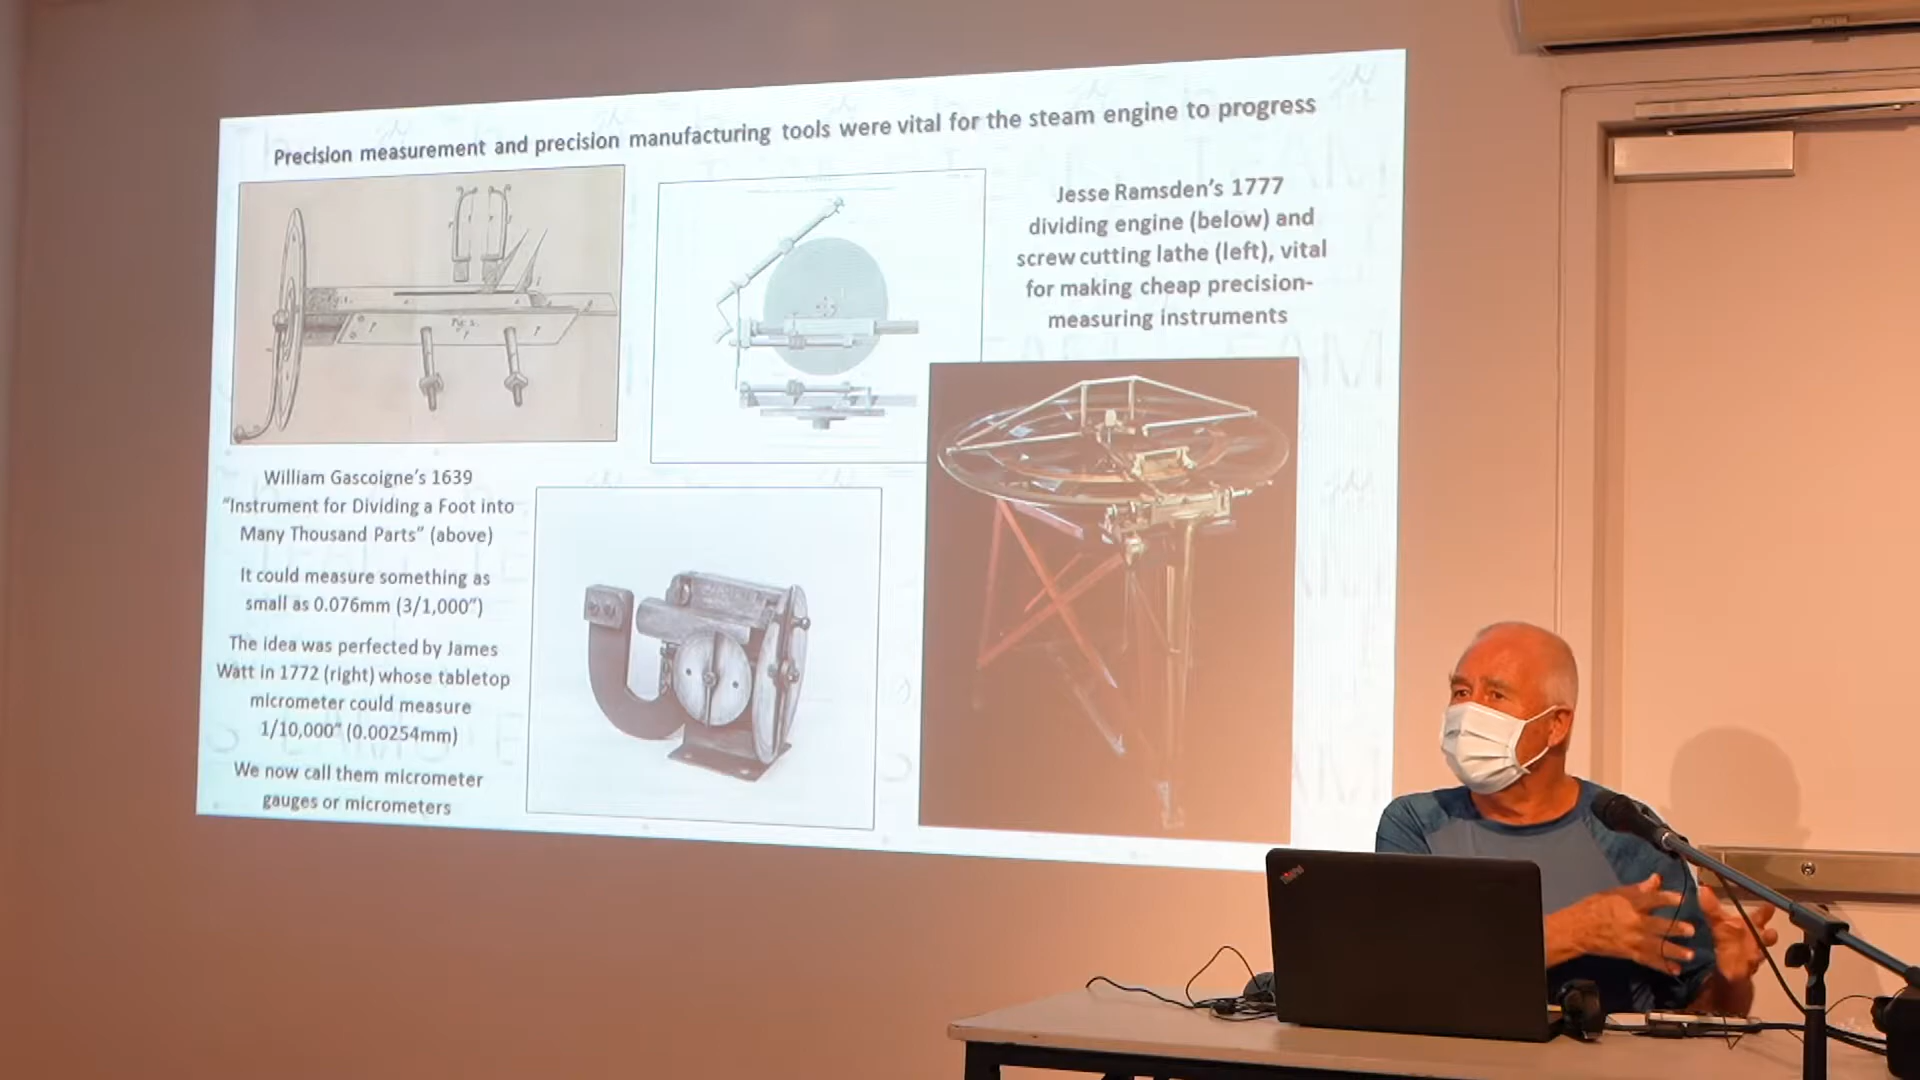 Precision measurement and precision manufacturing tools were vital for the steam engine to progress
Jesse Ramsden's 1777
dividing engine (below) and
screw cutting lathe (left), vital
for making cheap precision-
measuring instruments
William Gascoigne's 1639
"Instrument for Dividing a Foot into
Many Thousand Parts" (above)
It could measure something as
small as 0.076mm (3/1,000")
The idea was perfected by James
Watt in 1772 (right) whose tabletop
micrometer could measure
1/10,000" (0.00254mm)
We now call them micrometer
gauges or micrometers
ThinkPad